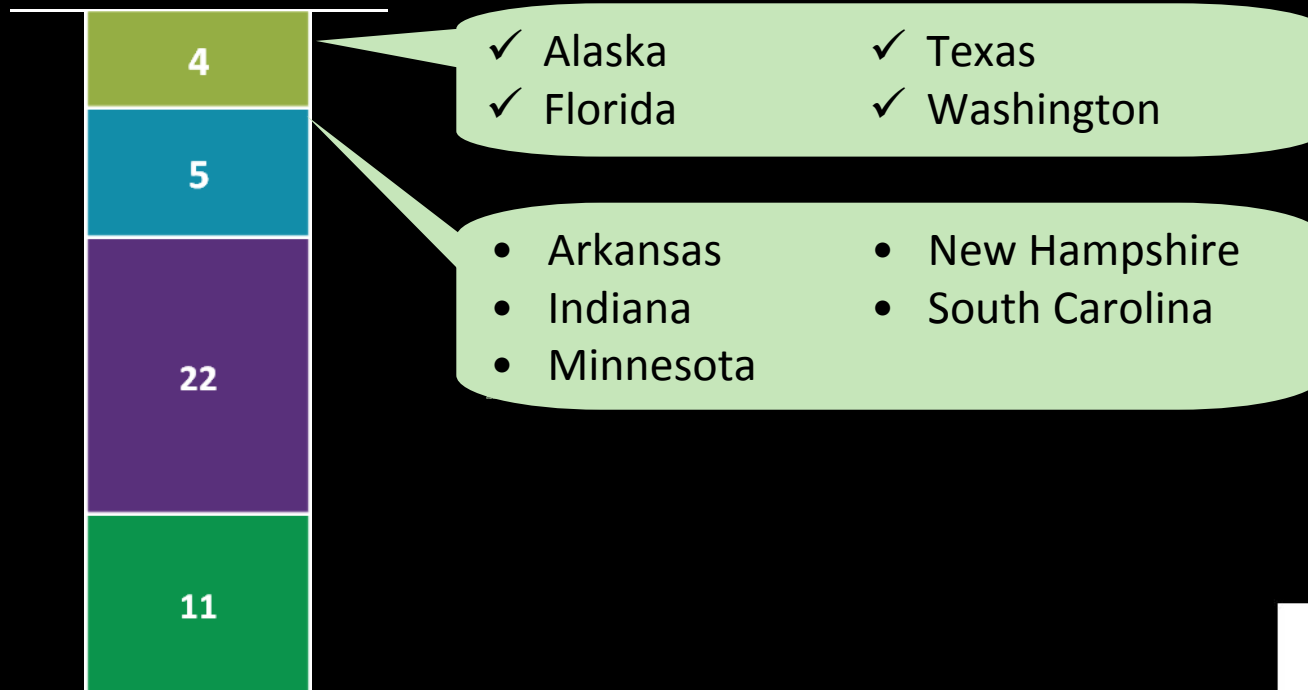 4
✓ Alaska
✓ Texas
✓ Florida
✓ Washington
5
• Arkansas
• New Hampshire
• Indiana
• South Carolina
• Minnesota
22
11